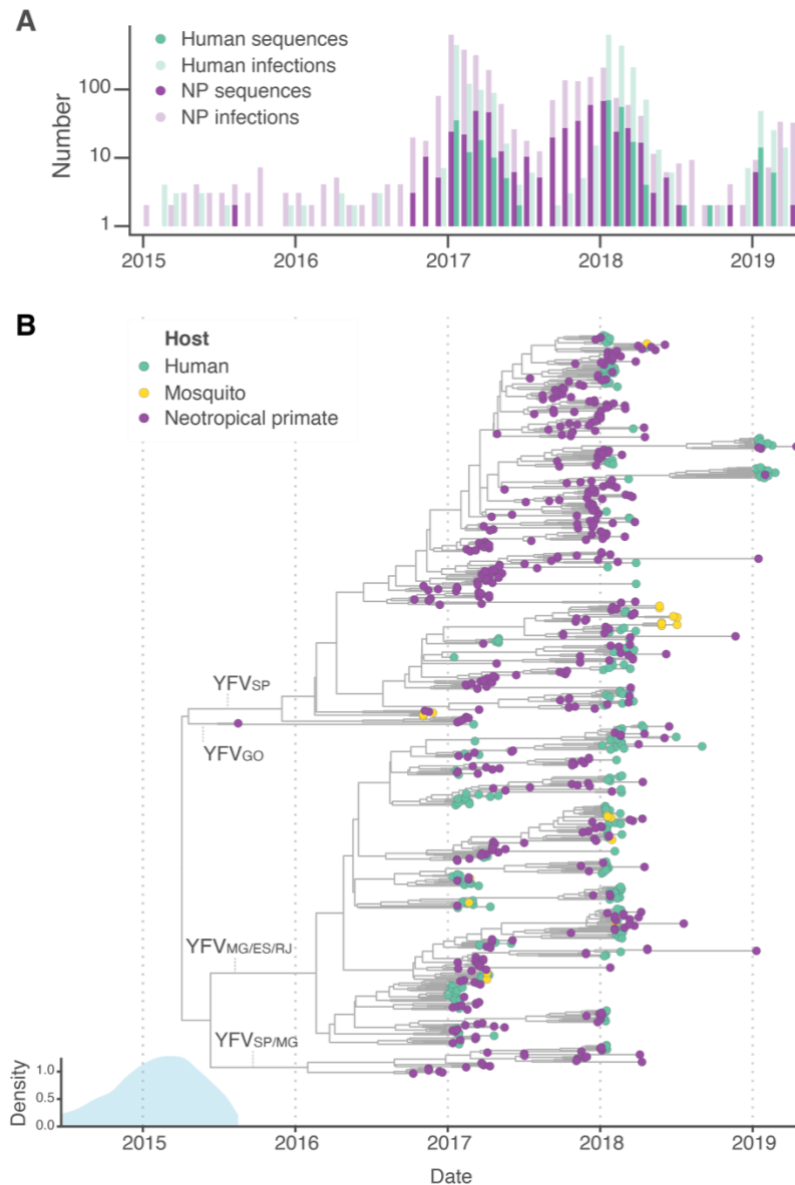 A
Human sequences
Human infections
NP sequences
NP infections
Number
100
10
1
2015 2016 2017 2018 2019
B
Host
Human
Mosquito
Neotropical primate
YFVSP
YFVGO
YFVMG/ES/RJ
YFVSP/MG
Density
1.0
0.5
0.0
2015 2016 2017 2018 2019
Date